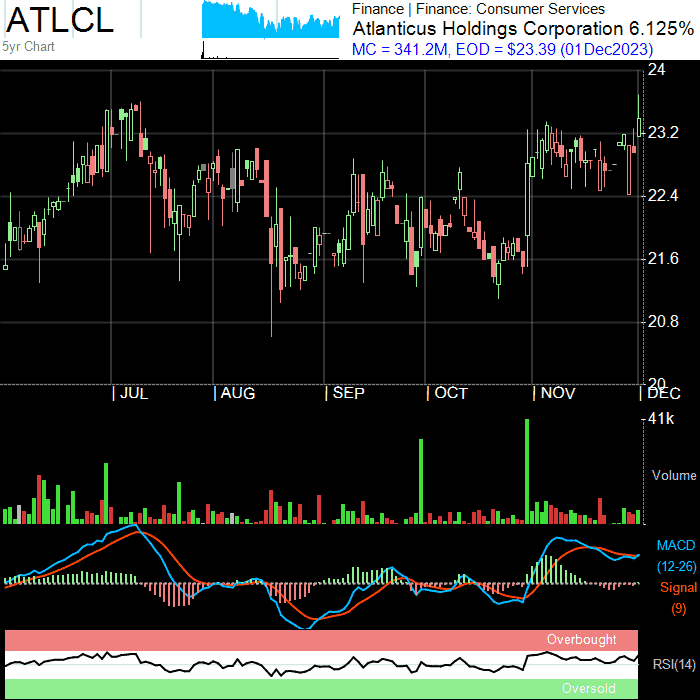 ATLCL
5yr Chart
Finance | Finance: Consumer Services
Atlanticus Holdings Corporation 6.125%
MC = 341.2M, EOD = $23.39 (01Dec2023)
24
23.2
22.4
21.6
20.8
20
| JUL | AUG | SEP | OCT | NOV | DEC
41k
Volume
MACD
(12-26)
Signal
(9)
Overbought
RSI(14)
Oversold